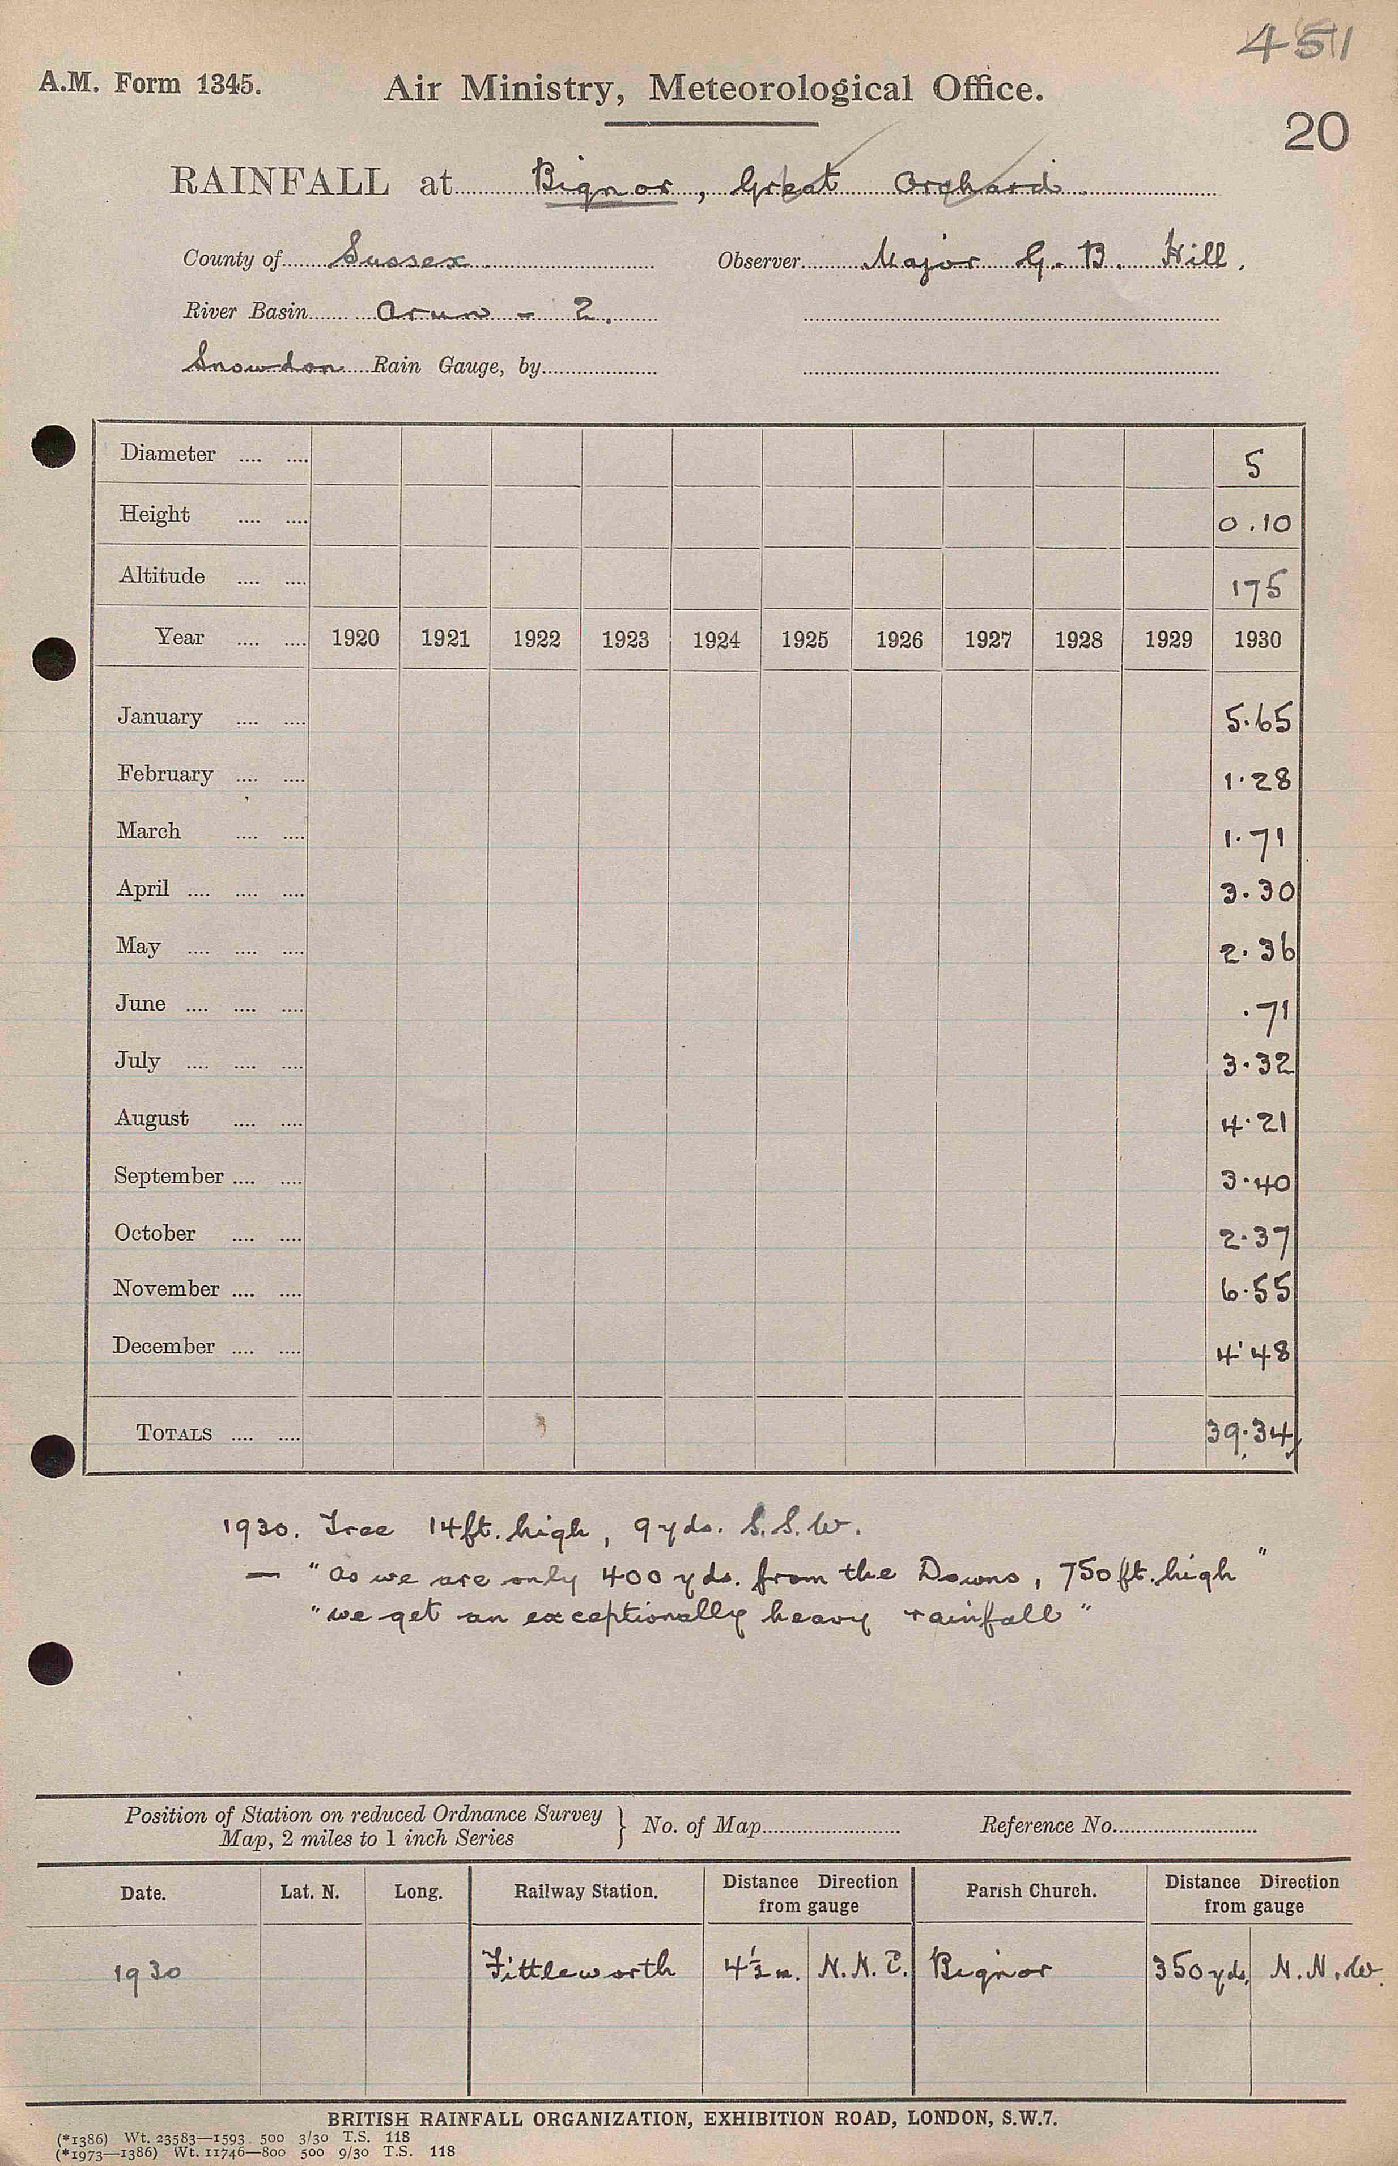 451
A.M. Form 1345.
Air Ministry, Meteorological Office.
20
RAINFALL at Bignor, Great Orchard
County of Sussex Observer Major G. B. Hill.
River Basin Arun - 2.
Snowdon Rain Gauge, by
Diameter .... .... 5
Height .... .... 0.10
Altitude .... .... 175
Year .... .... 1920 1921 1922 1923 1924 1925 1926 1927 1928 1929 1930
January .... .... 5.65
February .... .... 1.28
March .... .... 1.71
April .... .... .... 3.30
May .... .... .... 2.36
June .... .... .... .71
July .... .... .... 3.32
August .... .... 4.21
September .... .... 3.40
October .... .... 2.37
November .... .... 6.55
December .... .... 4.48
TOTALS .... .... 39.34
1930. Tree 14ft. high, 9 yds. S.S.W.
— "As we are only 400 yds. from the Downs, 750 ft. high"
"we get an exceptionally heavy rainfall"
Position of Station on reduced Ordnance Survey
Map, 2 miles to 1 inch Series } No. of Map Reference No.
Date. Lat. N. Long. Railway Station. Distance Direction from gauge Parish Church. Distance Direction from gauge
1930 Fittleworth 4½ m. N.N.E. Bignor 350 yds. N.N.W.
BRITISH RAINFALL ORGANIZATION, EXHIBITION ROAD, LONDON, S.W.7.
(*1386) Wt. 23583—1593 500 3/30 T.S. 118
(*1973—1386) Wt. 11746—800 500 9/30 T.S. 118